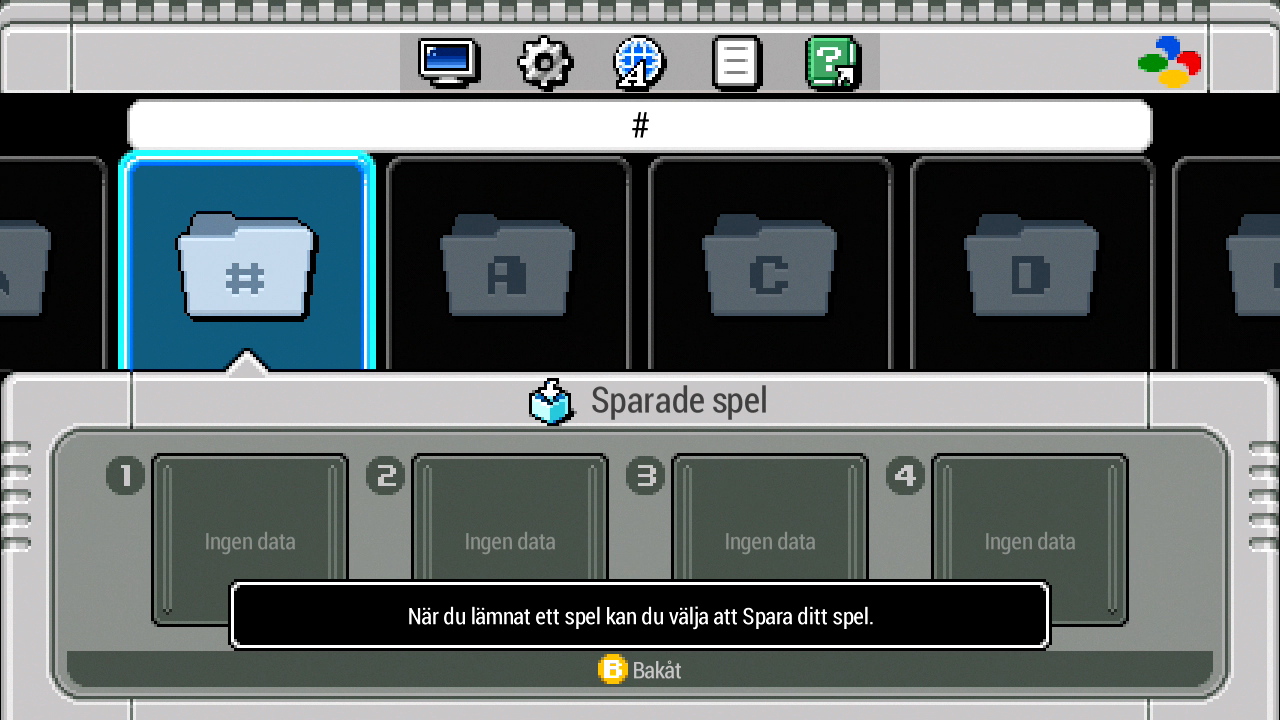 #
# A C D
Sparade spel
1 2 3 4
Ingen data Ingen data Ingen data Ingen data
När du lämnat ett spel kan du välja att Spara ditt spel.
B Bakåt